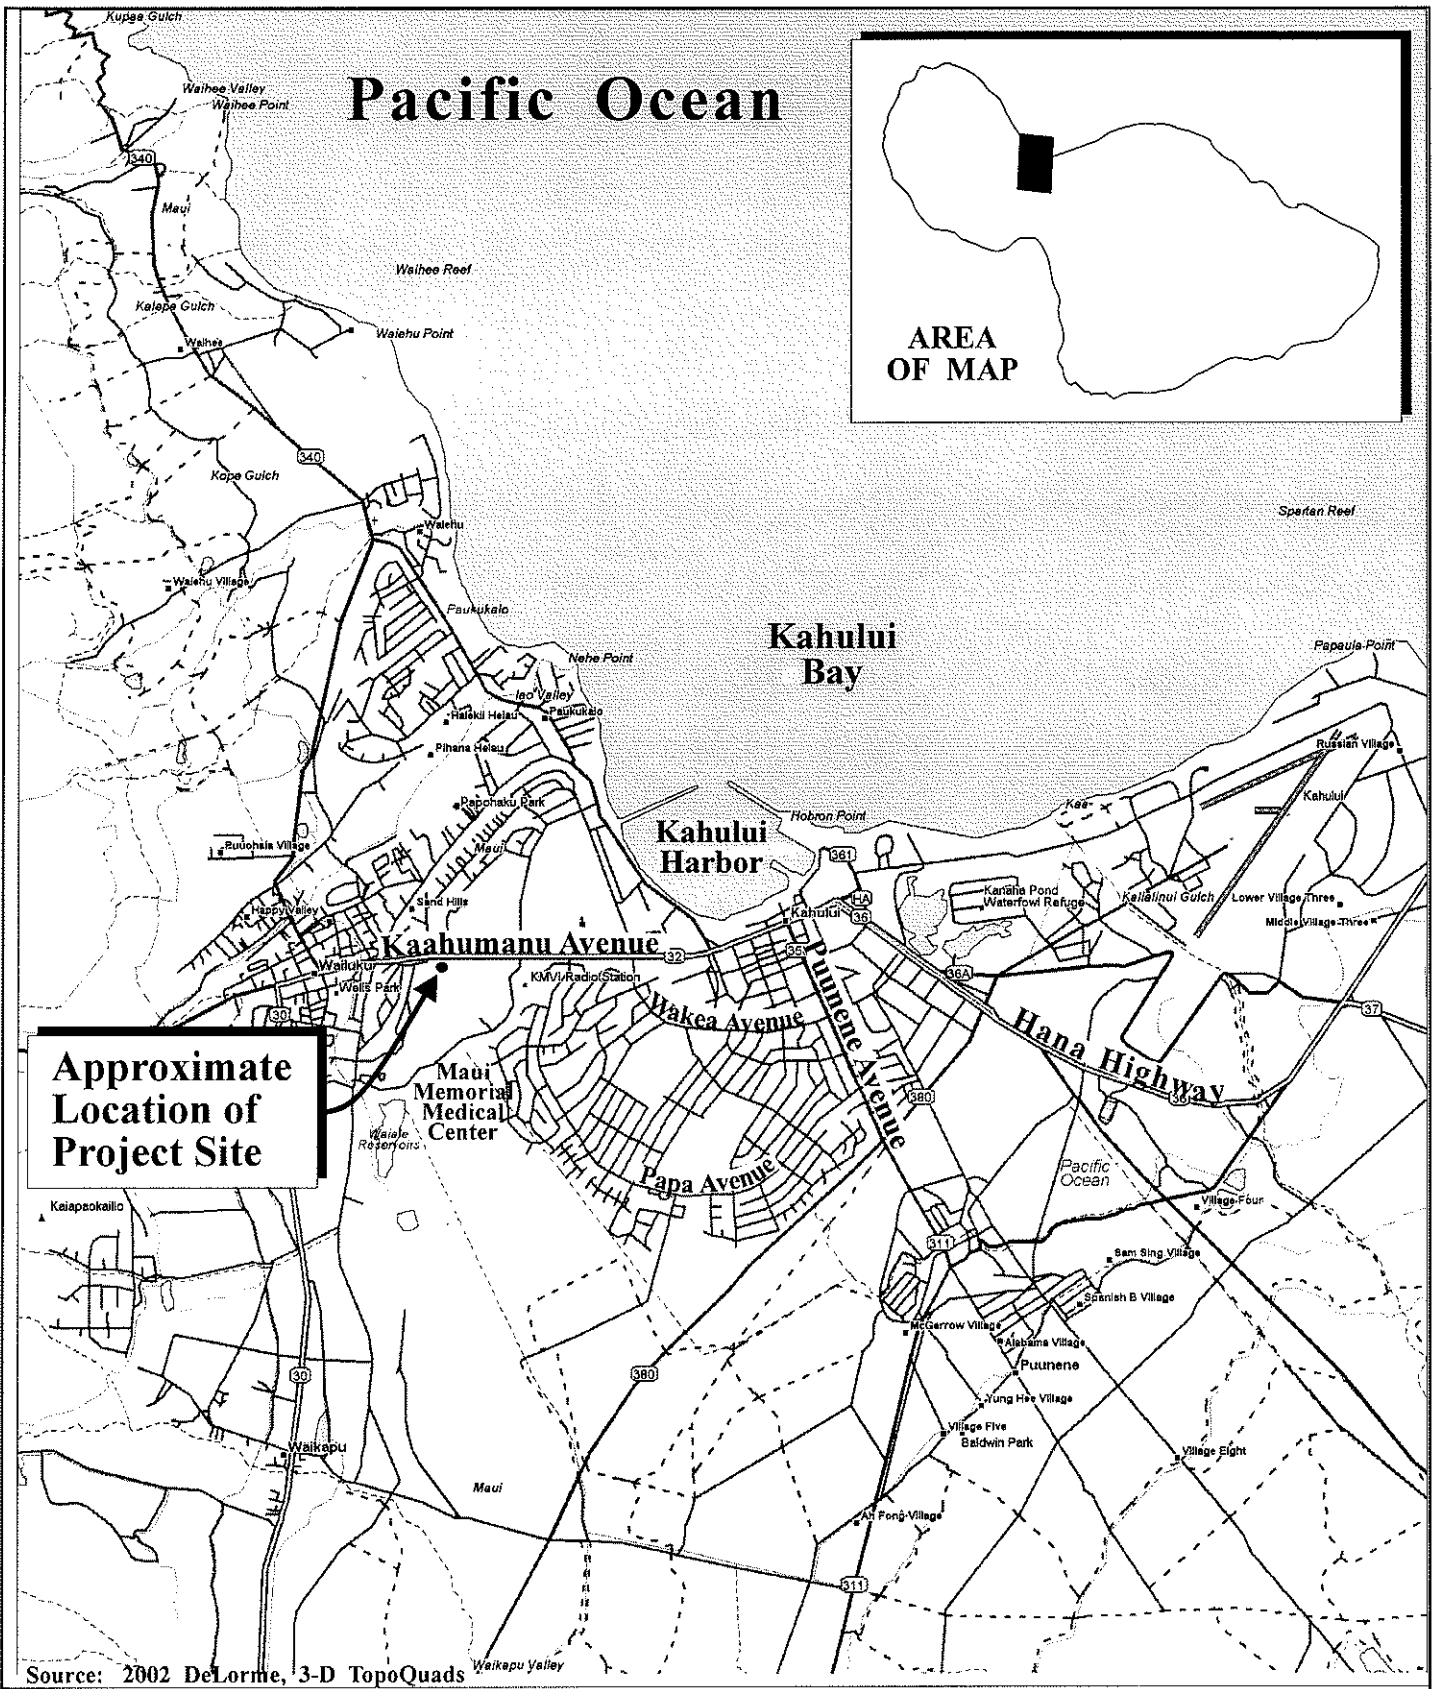 Kupaa Gulch
Pacific Ocean
Waihee Valley
Waihee Point
340
Maui
Waihee Reef
Kalepa Gulch
Waihee
Waiehu Point
AREA
OF MAP
340
Kope Gulch
Spartan Reef
Waiehu
Waiehu Village
Paukukalo
Kahului
Bay
Nehe Point
Papaula Point
Iao Valley
Halekii Heiau
Paukukalo
Pihana Heiau
Russian Village
Kahului
Papohaku Park
Kaa
Hobron Point
Kahului
Harbor
Maui
Puuohala Village
361
Kanaha Pond
Waterfowl Refuge
Kalialinui Gulch
Lower Village Three
Middle Village Three
HA
36
Sand Hills
Happy Valley
Kahului
Kaahumanu Avenue
32
35
36A
Wailuku
Wells Park
KMVI Radio Station
Wakea Avenue
Puunene Avenue
Hana Highway
37
30
36
380
Approximate
Location of
Project Site
Maui
Memorial
Medical
Center
Waiale
Reservoirs
Papa Avenue
Pacific
Ocean
Kaiapaokailio
Village Four
311
Sam Sing Village
Spanish B Village
McGerrow Village
Alabama Village
Puunene
380
30
Yung Hee Village
Village Five
Baldwin Park
Waikapu
Village Eight
Maui
Ah Fong Village
311
Waikapu Valley
Source: 2002 DeLorme, 3-D TopoQuads